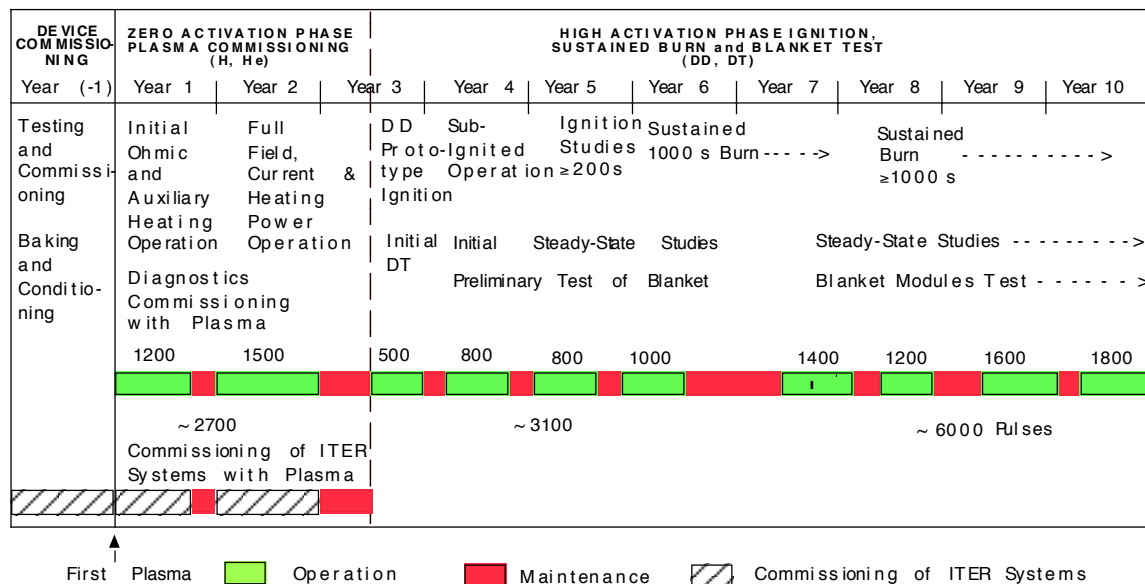 DEVICE
COMMISSIO-
NING
ZERO ACTIVATION PHASE
PLASMA COMMISSIONING
(H, He)
HIGH ACTIVATION PHASE IGNITION,
SUSTAINED BURN and BLANKET TEST
(DD, DT)
Year (-1) Year 1 Year 2 Year 3 Year 4 Year 5 Year 6 Year 7 Year 8 Year 9 Year 10
Testing
and
Commissi-
oning
Baking
and
Conditio-
ning
Initial
Ohmic
and
Auxiliary
Heating
Operation
Full
Field,
Current &
Heating
Power
Operation
Diagnostics
Commissioning
with Plasma
DD
Proto-
type
Ignition
Sub-
Ignited
Operation
Ignition
Studies
≥200s
Sustained
1000 s Burn----->
Sustained
Burn
≥1000 s
- - - - - - - - - - ->
Initial
DT
Initial Steady-State Studies
Steady-State Studies - - - - - - - - ->
Preliminary Test of Blanket
Blanket Modules Test - - - - - - ->
1200 1500 500 800 800 1000 1400 1200 1600 1800
~2700 ~3100 ~6000 Pulses
Commissioning of ITER
Systems with Plasma
First Plasma Operation Maintenance Commissioning of ITER Systems